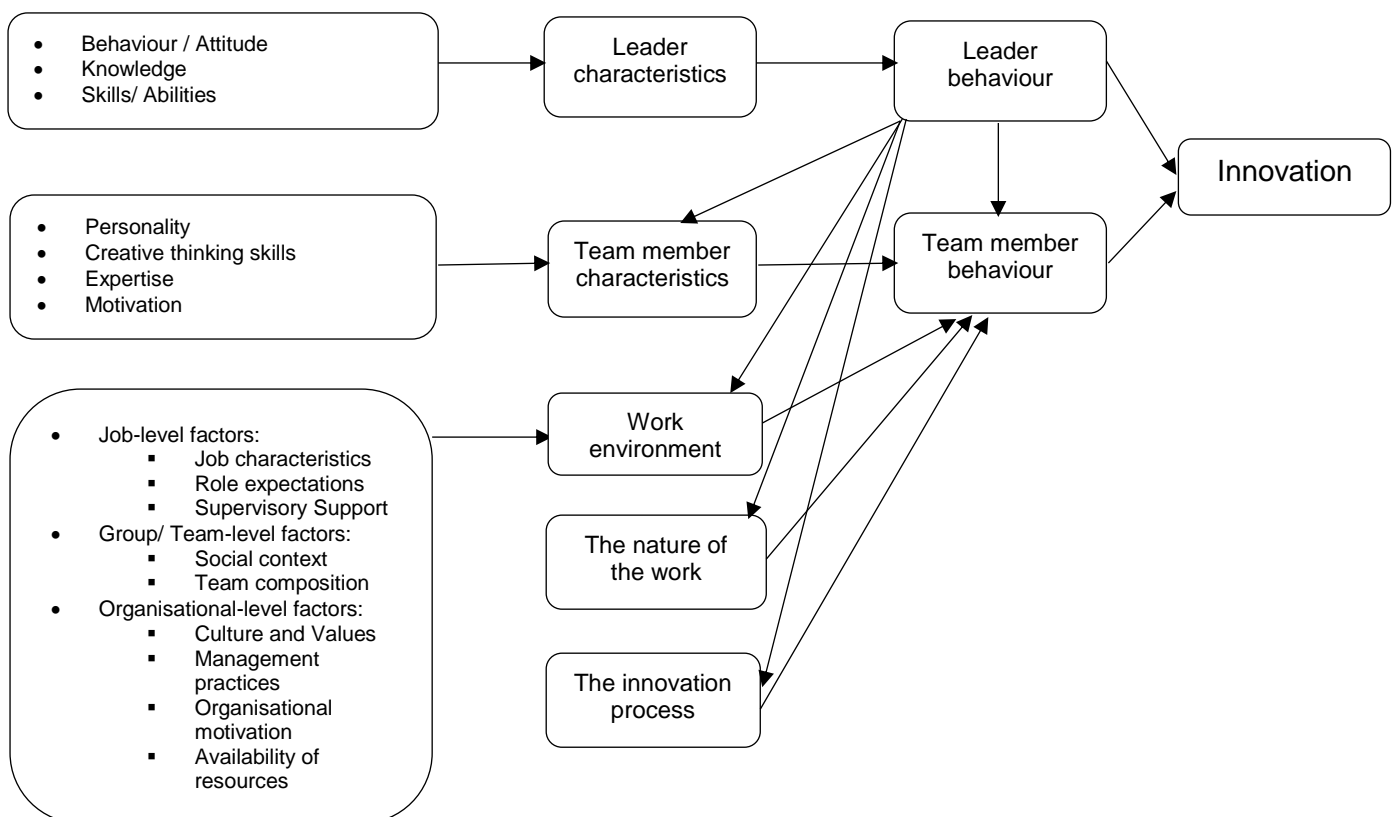 • Behaviour / Attitude
• Knowledge
• Skills/ Abilities
Leader
characteristics
Leader
behaviour
Innovation
• Personality
• Creative thinking skills
• Expertise
• Motivation
Team member
characteristics
Team member
behaviour
• Job-level factors:
▪ Job characteristics
▪ Role expectations
▪ Supervisory Support
• Group/ Team-level factors:
▪ Social context
▪ Team composition
• Organisational-level factors:
▪ Culture and Values
▪ Management
practices
▪ Organisational
motivation
▪ Availability of
resources
Work
environment
The nature of
the work
The innovation
process